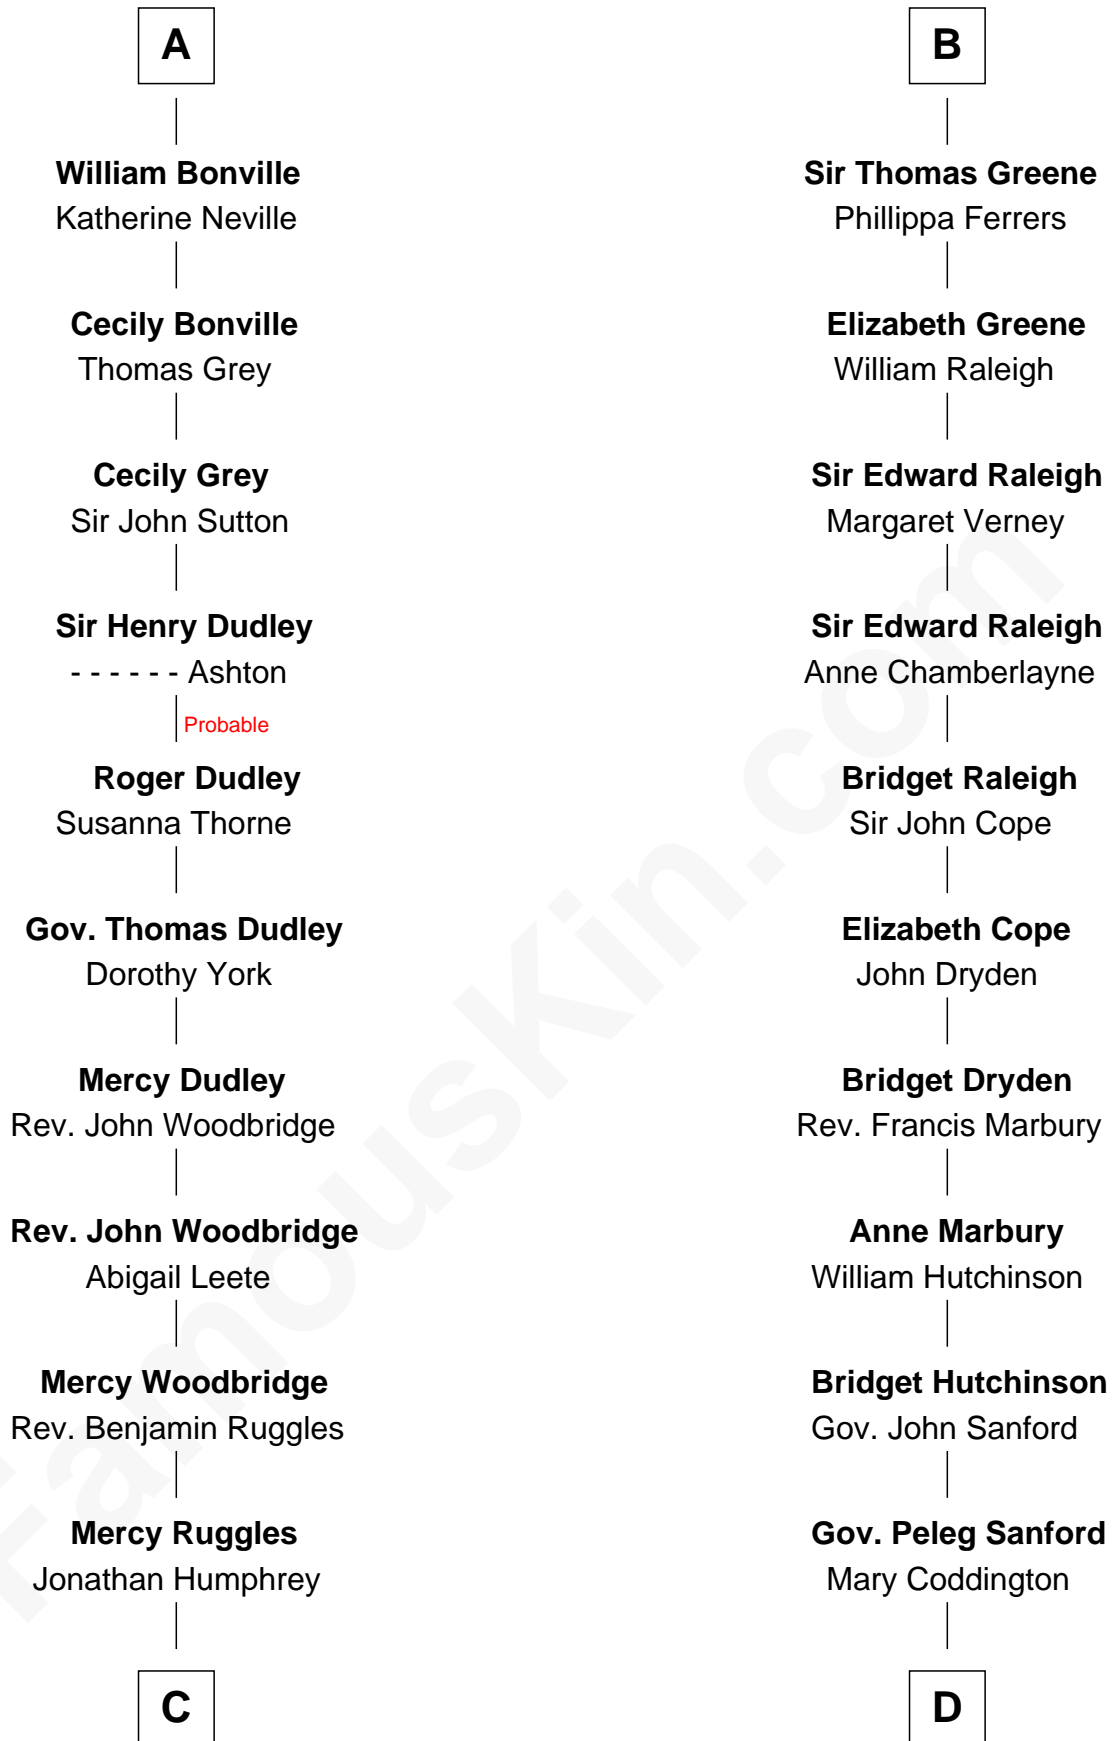 A
William Bonville
Katherine Neville
Cecily Bonville
Thomas Grey
Cecily Grey
Sir John Sutton
Sir Henry Dudley
- - - - - - Ashton
Probable
Roger Dudley
Susanna Thorne
Gov. Thomas Dudley
Dorothy York
Mercy Dudley
Rev. John Woodbridge
Rev. John Woodbridge
Abigail Leete
Mercy Woodbridge
Rev. Benjamin Ruggles
Mercy Ruggles
Jonathan Humphrey
C
B
Sir Thomas Greene
Phillippa Ferrers
Elizabeth Greene
William Raleigh
Sir Edward Raleigh
Margaret Verney
Sir Edward Raleigh
Anne Chamberlayne
Bridget Raleigh
Sir John Cope
Elizabeth Cope
John Dryden
Bridget Dryden
Rev. Francis Marbury
Anne Marbury
William Hutchinson
Bridget Hutchinson
Gov. John Sanford
Gov. Peleg Sanford
Mary Coddington
D
FamousKin.com